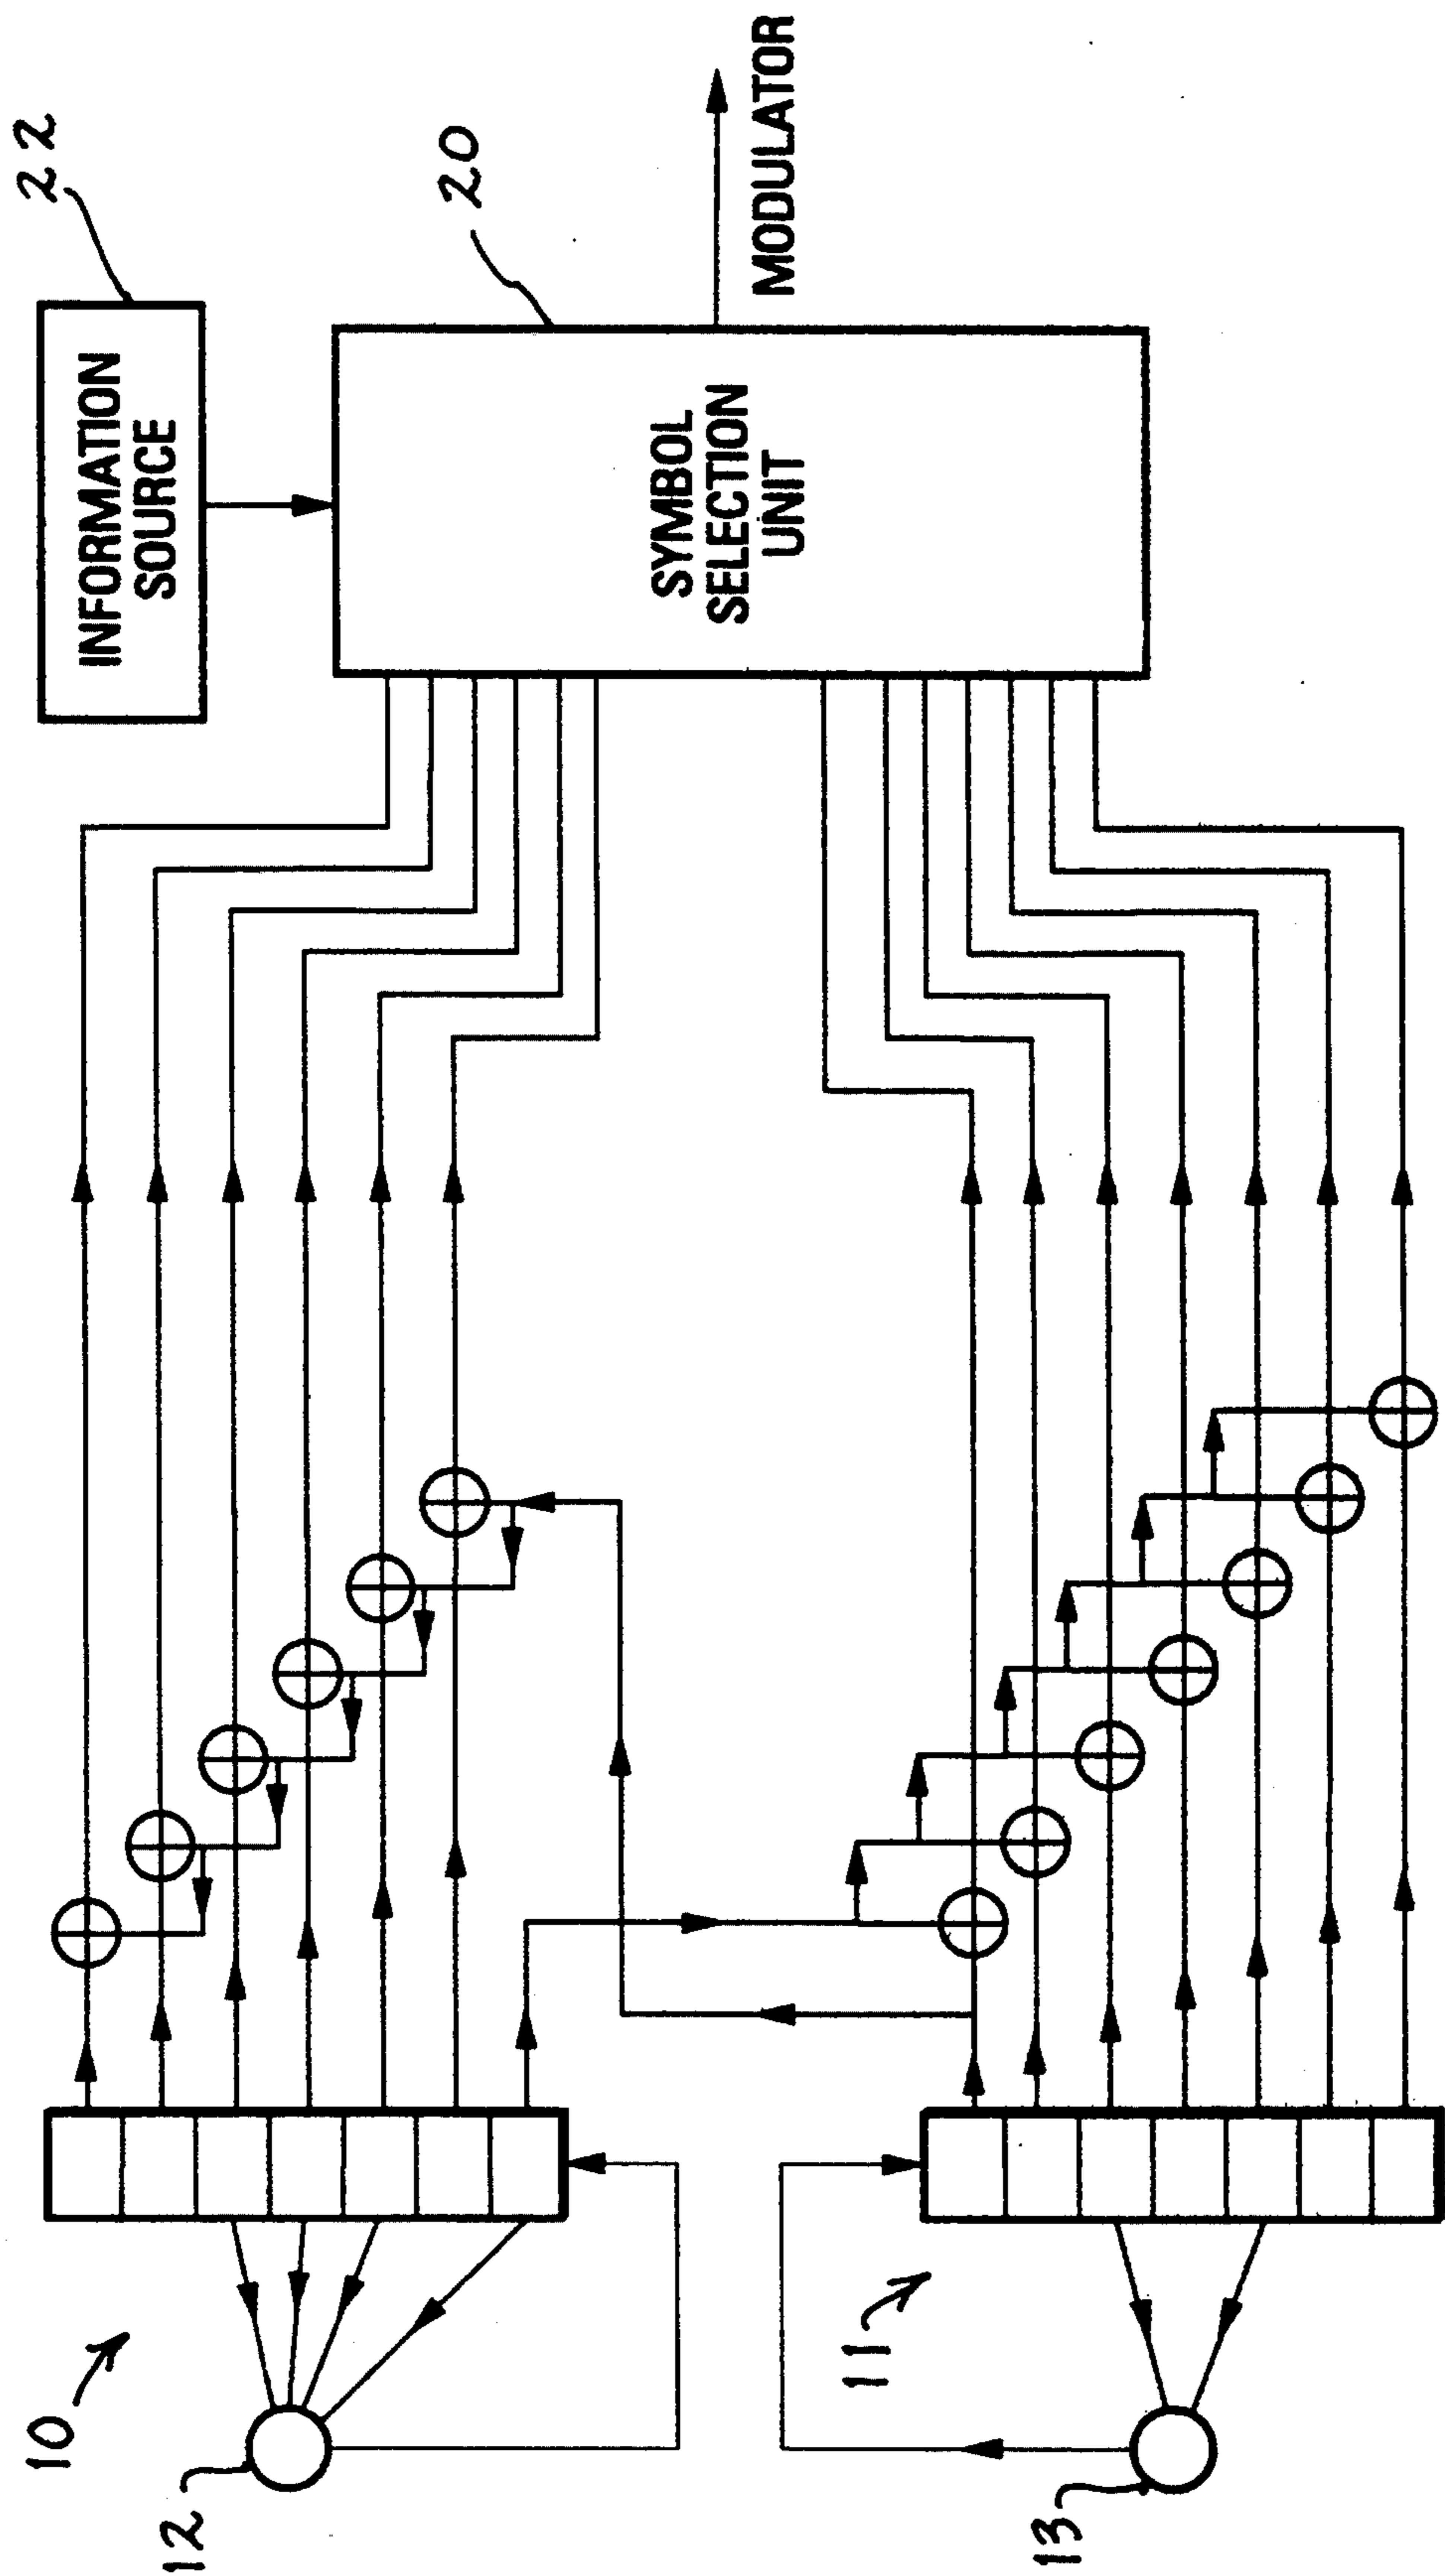 22
INFORMATION
SOURCE
20
SYMBOL
SELECTION
UNIT
MODULATOR
10
12
11
13